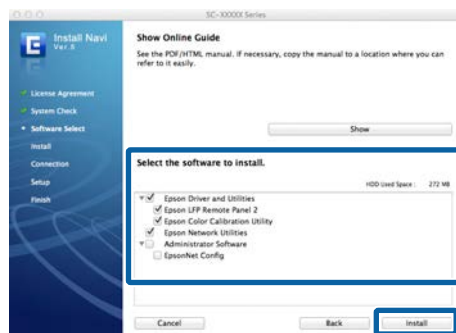 SC-XXXXX Series
Install Navi
Ver.8
License Agreement
System Check
Software Select
Install
Connection
Setup
Finish
Show Online Guide
See the PDF/HTML manual. If necessary, copy the manual to a location where you can
refer to it easily.
Show
Select the software to install.
HDD Used Space : 272 MB
Epson Driver and Utilities
Epson LFP Remote Panel 2
Epson Color Calibration Utility
Epson Network Utilities
Administrator Software
EpsonNet Config
Cancel
Back
Install